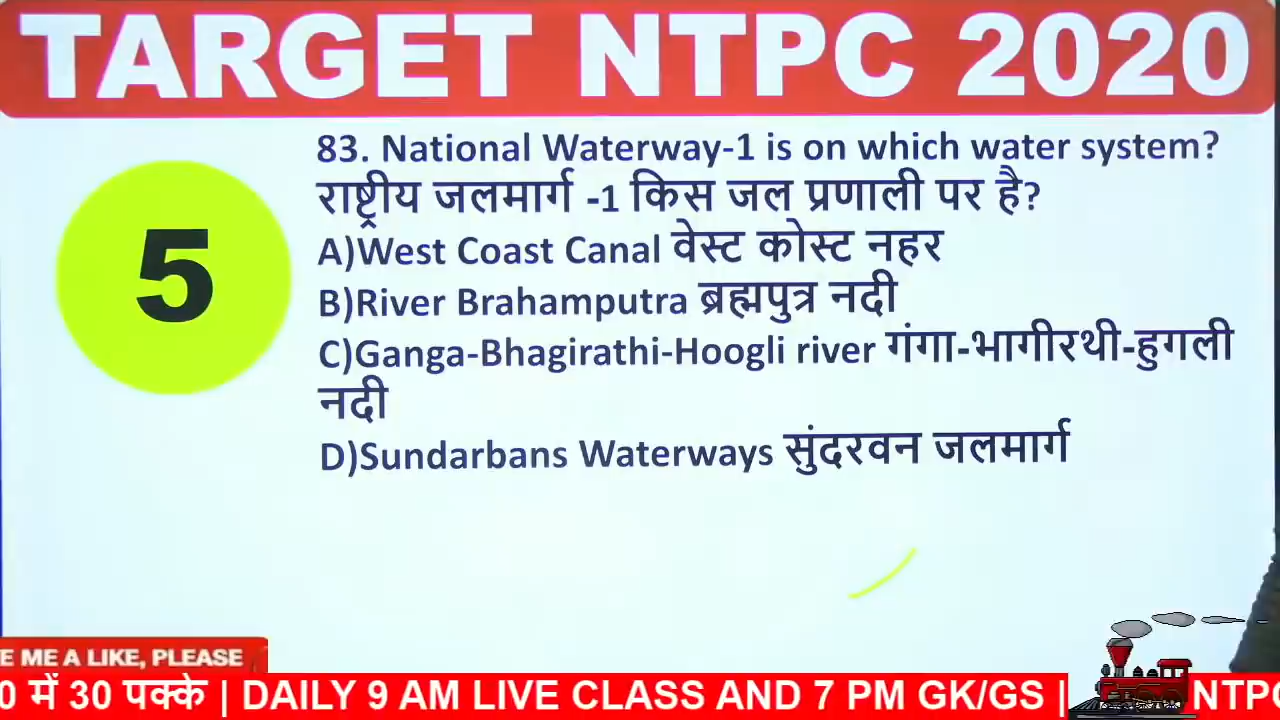 TARGET NTPC 2020
83. National Waterway-1 is on which water system?
राष्ट्रीय जलमार्ग -1 किस जल प्रणाली पर है?
A)West Coast Canal वेस्ट कोस्ट नहर
5
B)River Brahamputra ब्रह्मपुत्र नदी
C)Ganga-Bhagirathi-Hoogli river गंगा-भागीरथी-हुगली
नदी
D)Sundarbans Waterways सुंदरवन जलमार्ग
E ME A LIKE, PLEASE
0 में 30 पक्के | DAILY 9 AM LIVE CLASS AND 7 PM GK/GS | NTPC